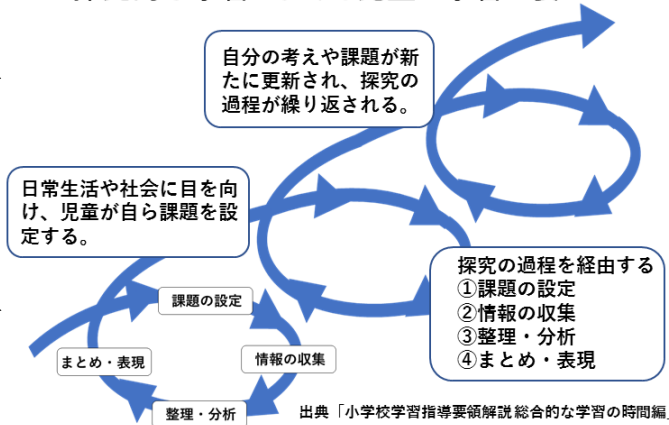 自分の考えや課題が新
たに更新され、探究の
過程が繰り返される。
日常生活や社会に目を向
け、児童が自ら課題を設
定する。
探究の過程を経由する
①課題の設定
②情報の収集
③整理・分析
④まとめ・表現
課題の設定
情報の収集
整理・分析
まとめ・表現
出典「小学校学習指導要領解説 総合的な学習の時間編」